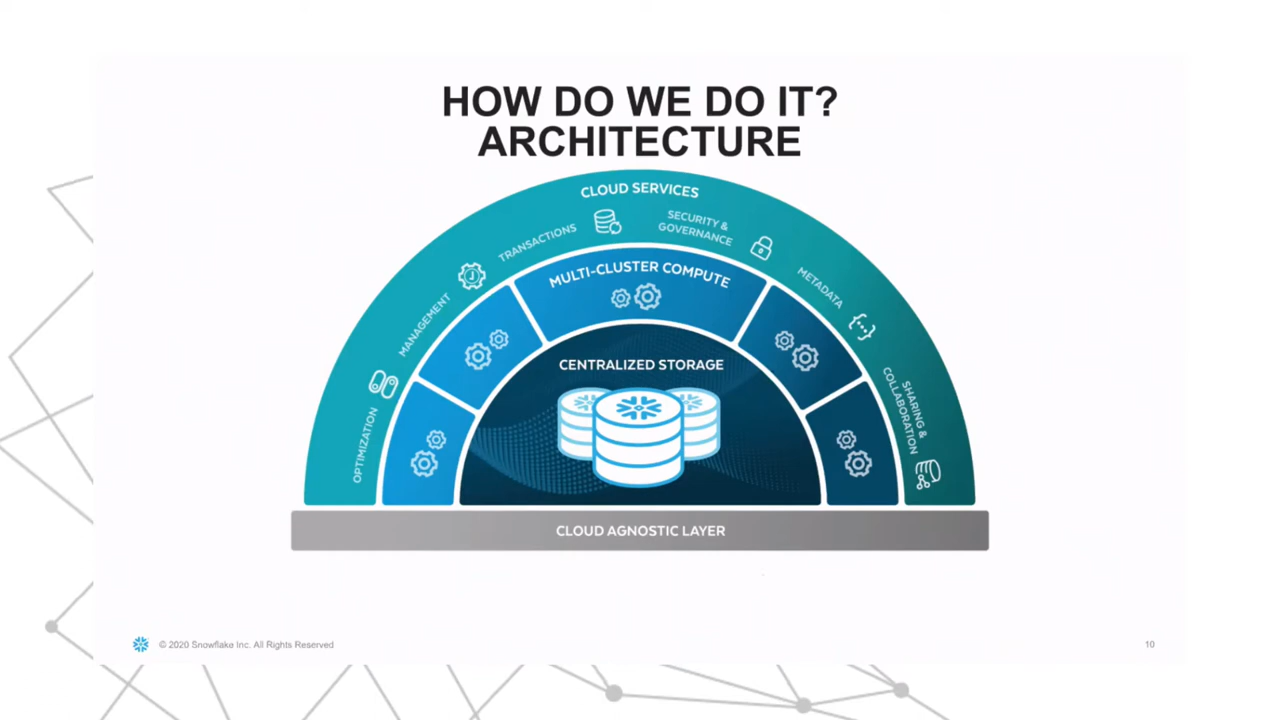 HOW DO WE DO IT?
ARCHITECTURE
CLOUD SERVICES
OPTIMIZATION
MANAGEMENT
TRANSACTIONS
SECURITY &
GOVERNANCE
METADATA
SHARING &
COLLABORATION
MULTI-CLUSTER COMPUTE
CENTRALIZED STORAGE
CLOUD AGNOSTIC LAYER
© 2020 Snowflake Inc. All Rights Reserved
10